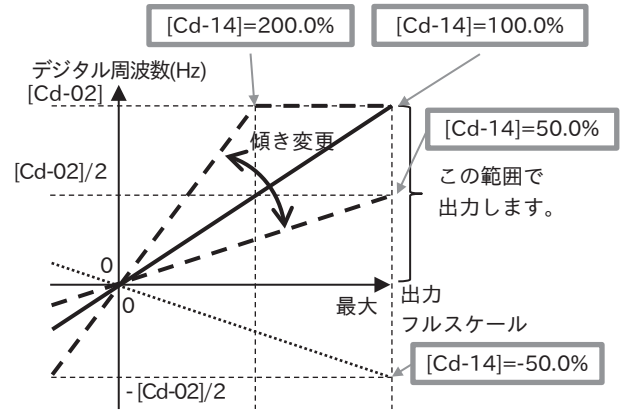 [Cd-14]=200.0%
[Cd-14]=100.0%
デジタル周波数(Hz)
[Cd-02]
[Cd-14]=50.0%
傾き変更
[Cd-02]/2
この範囲で
出力します。
0
0
最大
出力
フルスケール
[Cd-14]=-50.0%
- [Cd-02]/2